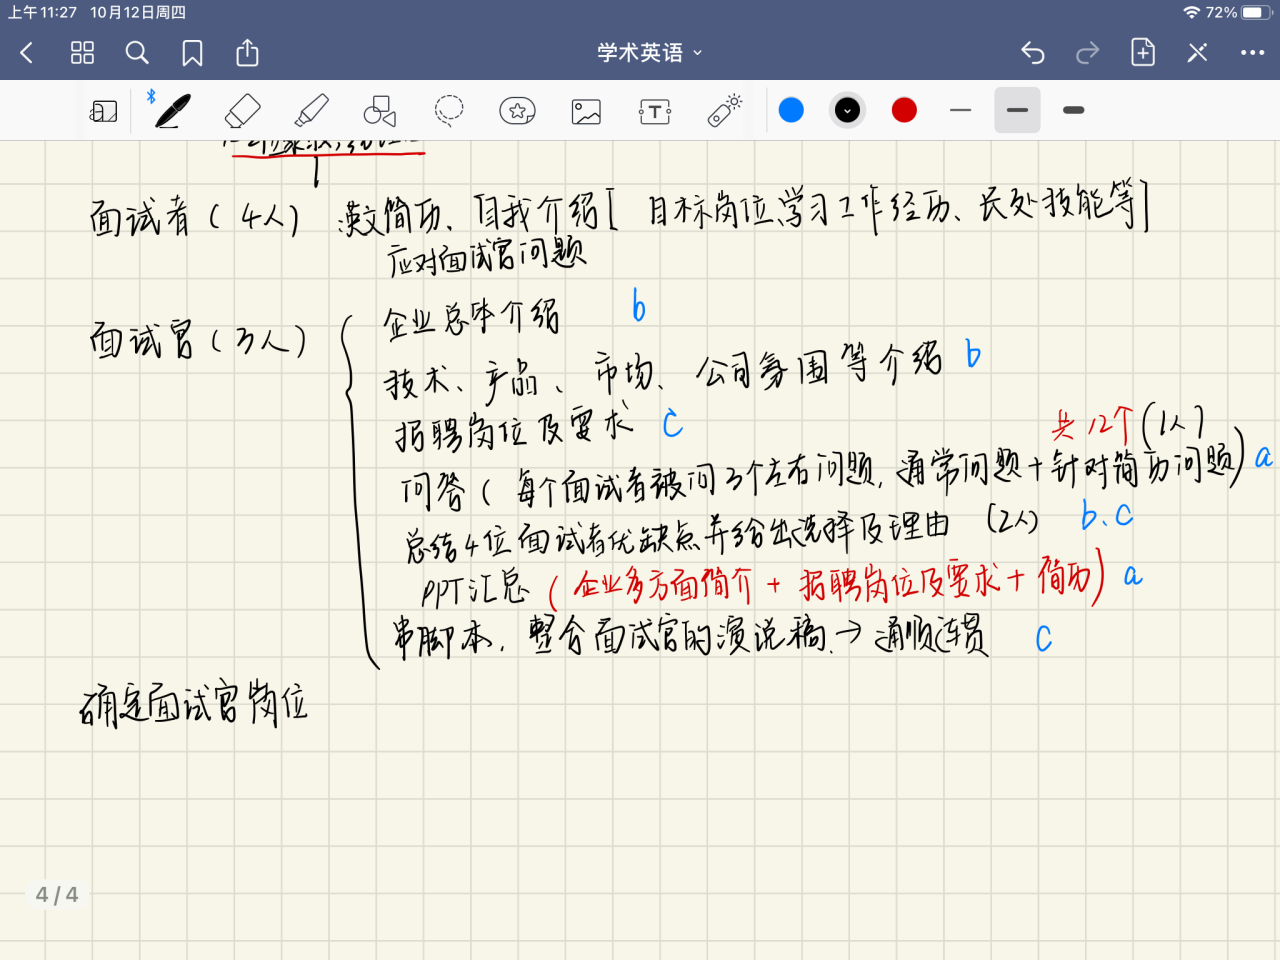 上午11:27 10月12日周四
72%
学术英语
面试者（4人） 英文简历、自我介绍[ 目标岗位、学习工作经历、长处技能等]
应对面试官问题
面试官（3人）
企业总体介绍 b
技术、产品、市场、公司氛围等介绍 b
招聘岗位及要求 c
共12个（1人）
问答（每个面试者被问3个左右问题，通常问题+针对简历问题） a
总结4位面试者优缺点并给出选择及理由 （2人） b.c
PPT汇总（企业多方面简介+招聘岗位及要求+简历） a
串脚本，整合面试官的演说稿→通顺连贯 c
确定面试官岗位
4/4